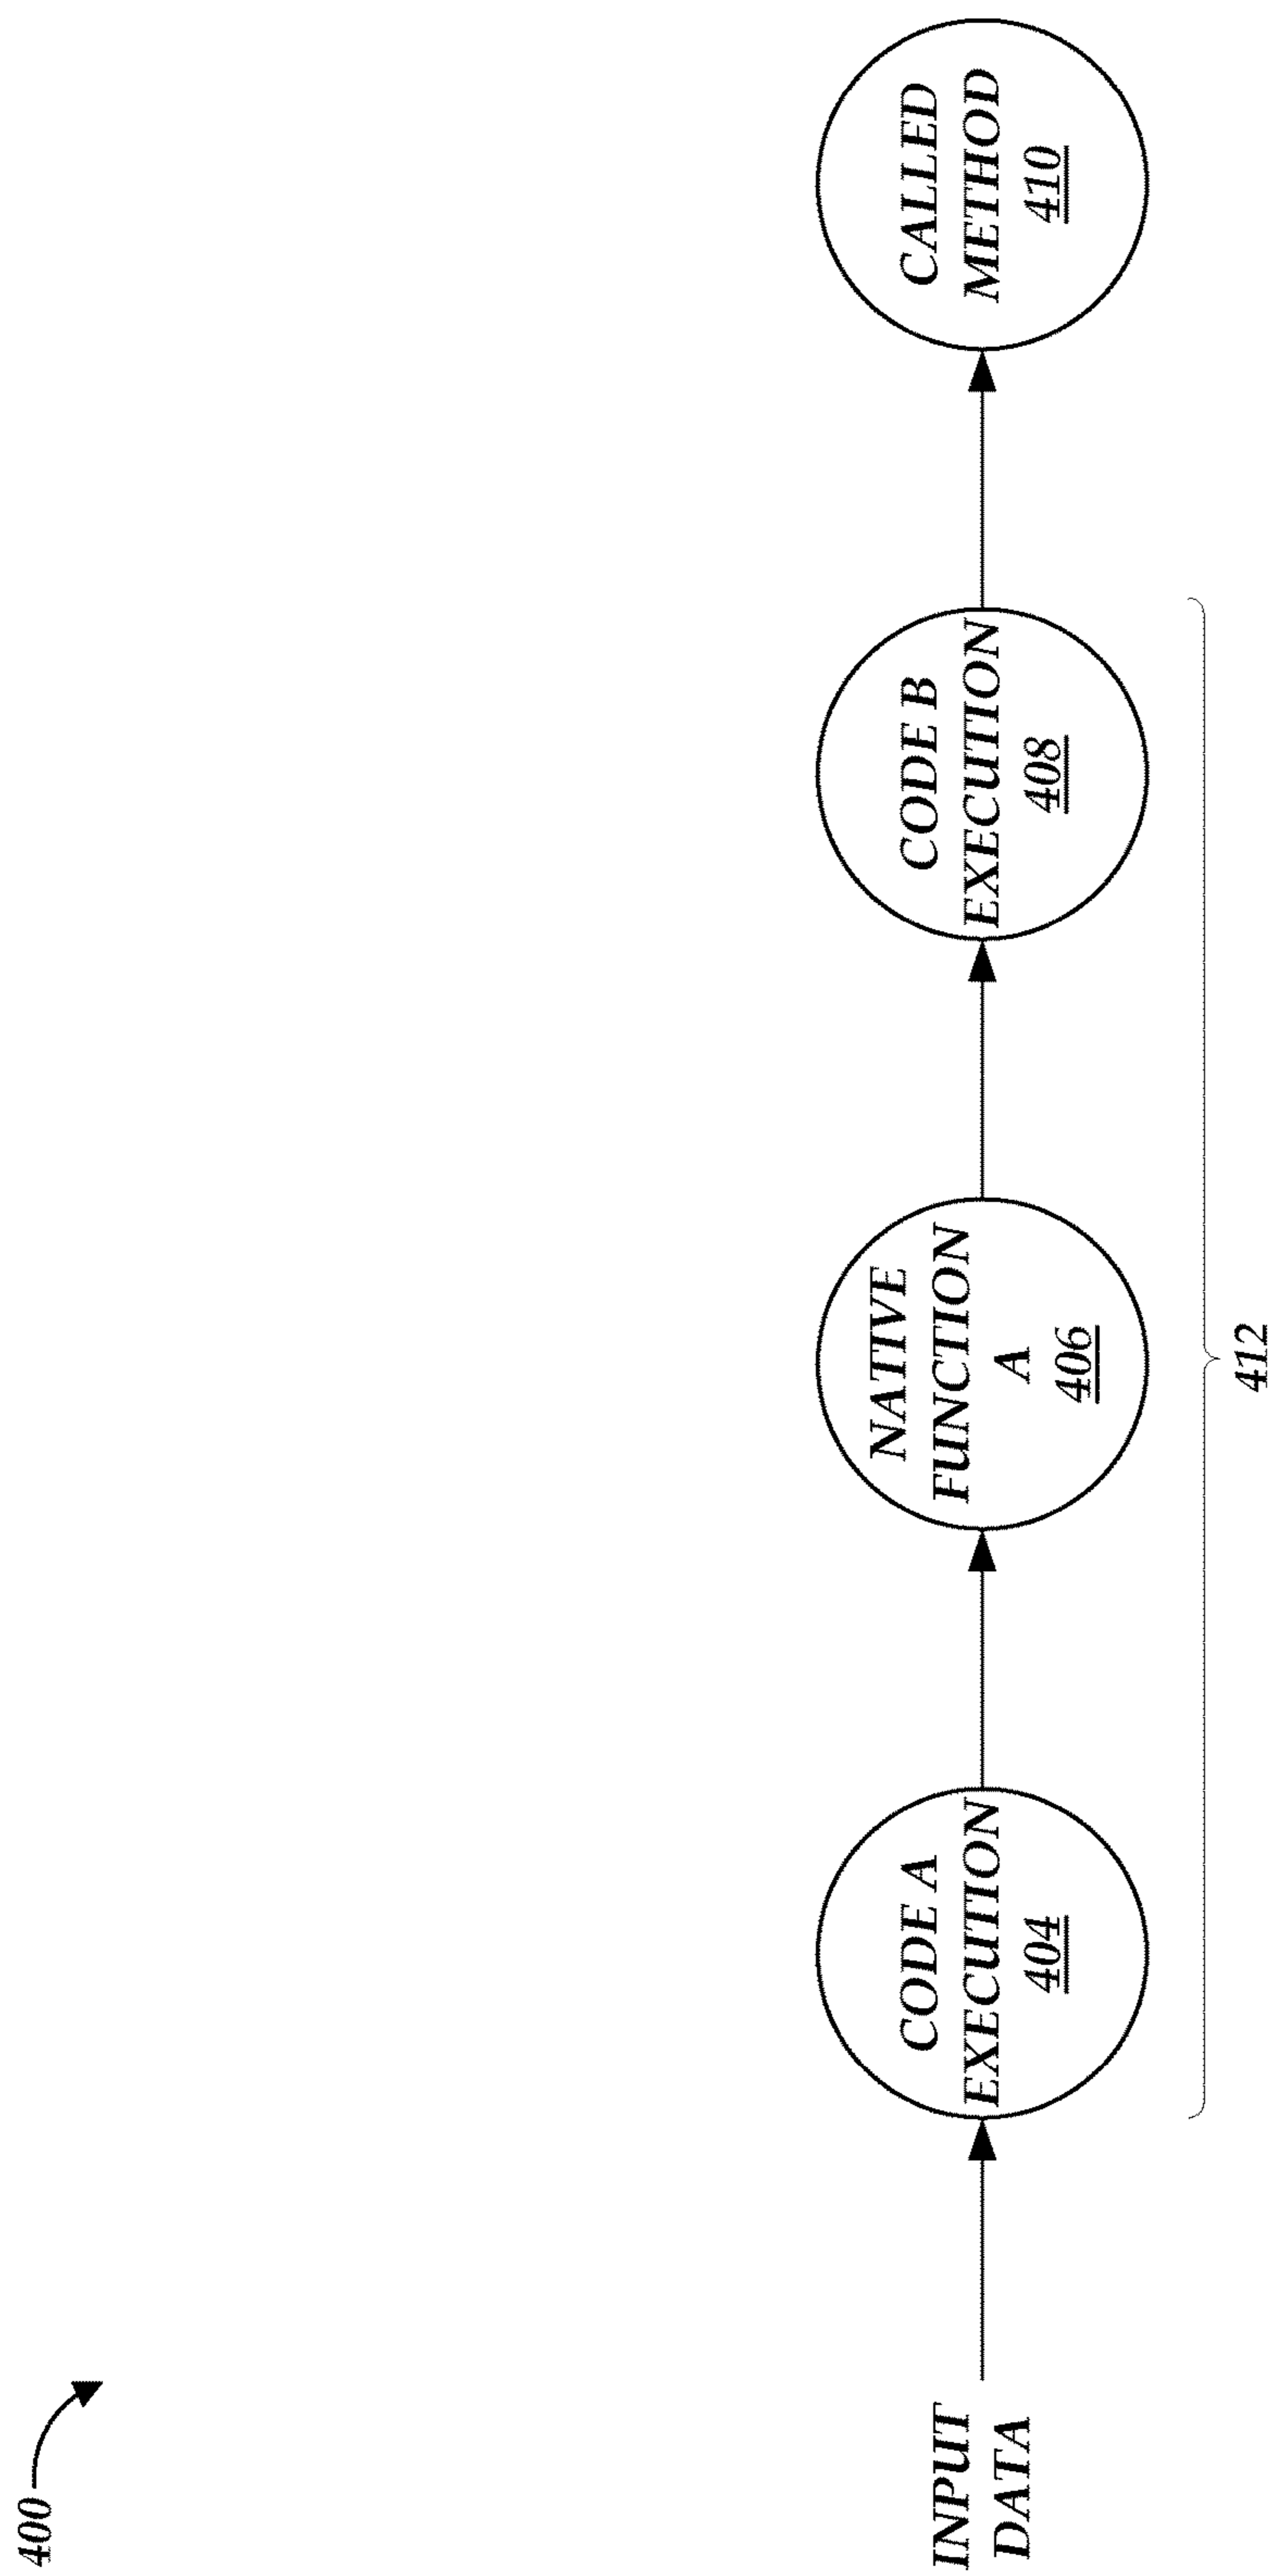 400
INPUT
DATA
CODE A
EXECUTION
404
NATIVE
FUNCTION
A
406
CODE B
EXECUTION
408
CALLED
METHOD
410
412